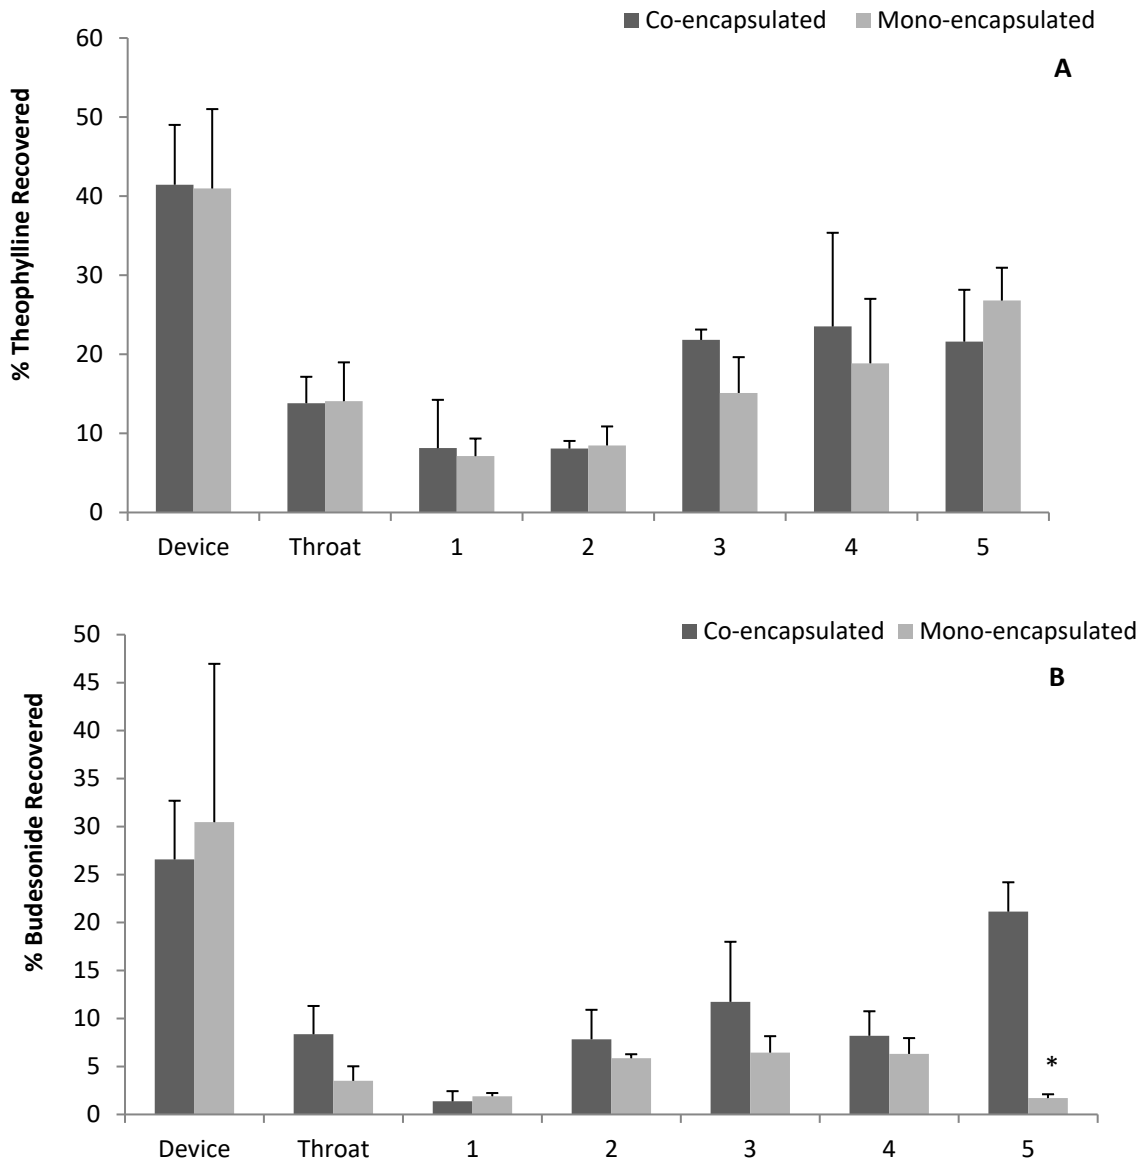 Co-encapsulated Mono-encapsulated
A
% Theophylline Recovered
60
50
40
30
20
10
0
Device Throat 1 2 3 4 5
Co-encapsulated Mono-encapsulated
B
% Budesonide Recovered
50
45
40
35
30
25
20
15
10
5
0
*
Device Throat 1 2 3 4 5